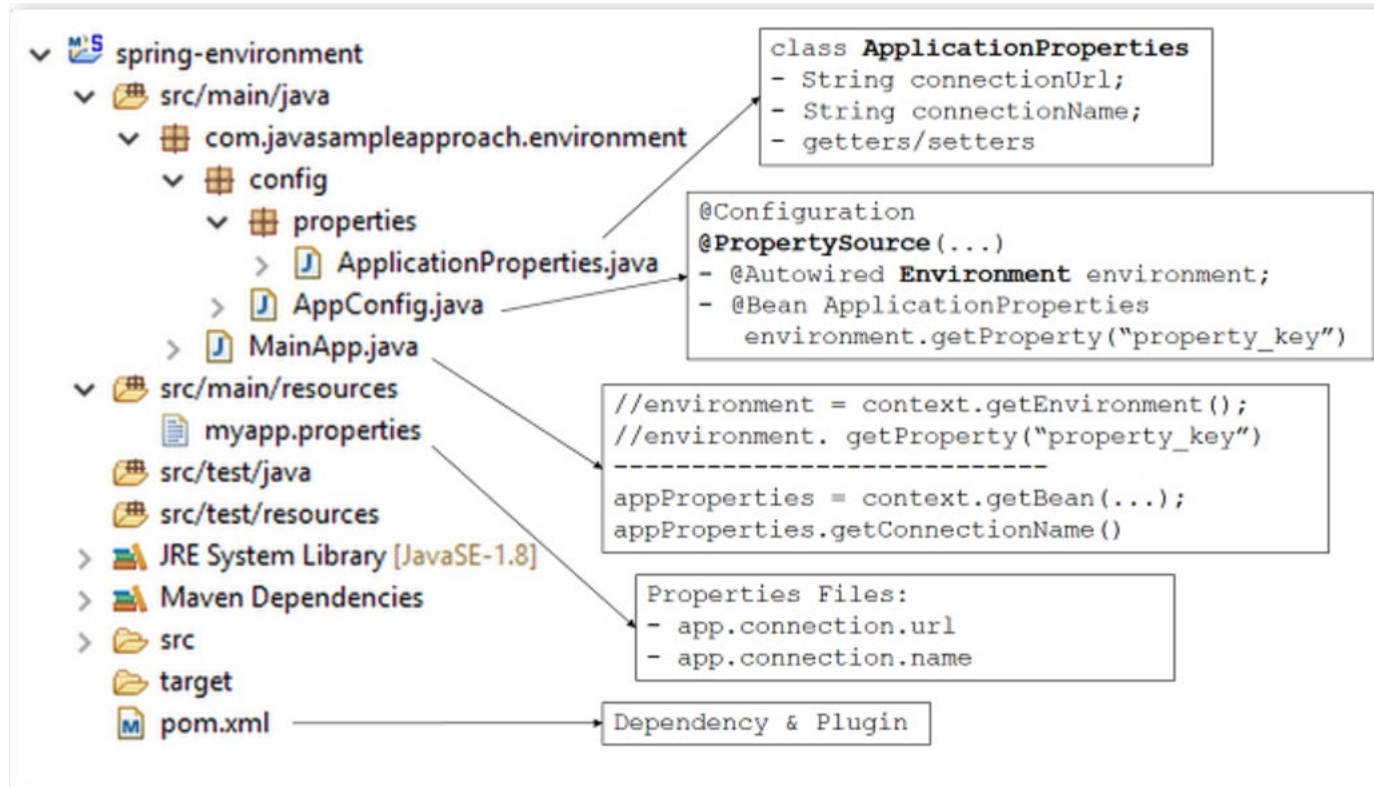 spring-environment
src/main/java
com.javasampleapproach.environment
config
properties
ApplicationProperties.java
AppConfig.java
MainApp.java
src/main/resources
myapp.properties
src/test/java
src/test/resources
JRE System Library [JavaSE-1.8]
Maven Dependencies
src
target
pom.xml
class ApplicationProperties
- String connectionUrl;
- String connectionName;
- getters/setters
@Configuration
@PropertySource(...)
- @Autowired Environment environment;
- @Bean ApplicationProperties
environment.getProperty(“property_key”)
//environment = context.getEnvironment();
//environment. getProperty(“property_key”)
----------------------------
appProperties = context.getBean(...);
appProperties.getConnectionName()
Properties Files:
- app.connection.url
- app.connection.name
Dependency & Plugin